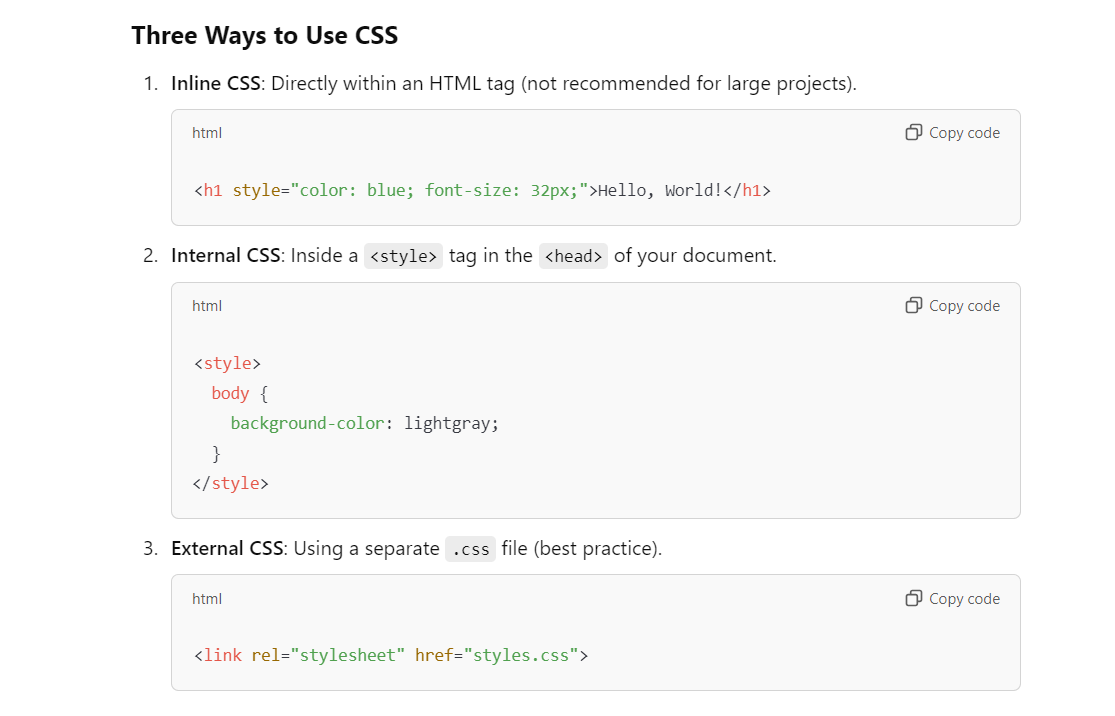 Three Ways to Use CSS
1. Inline CSS: Directly within an HTML tag (not recommended for large projects).
html Copy code
<h1 style="color: blue; font-size: 32px;">Hello, World!</h1>
2. Internal CSS: Inside a <style> tag in the <head> of your document.
html Copy code
<style>
  body {
    background-color: lightgray;
  }
</style>
3. External CSS: Using a separate .css file (best practice).
html Copy code
<link rel="stylesheet" href="styles.css">